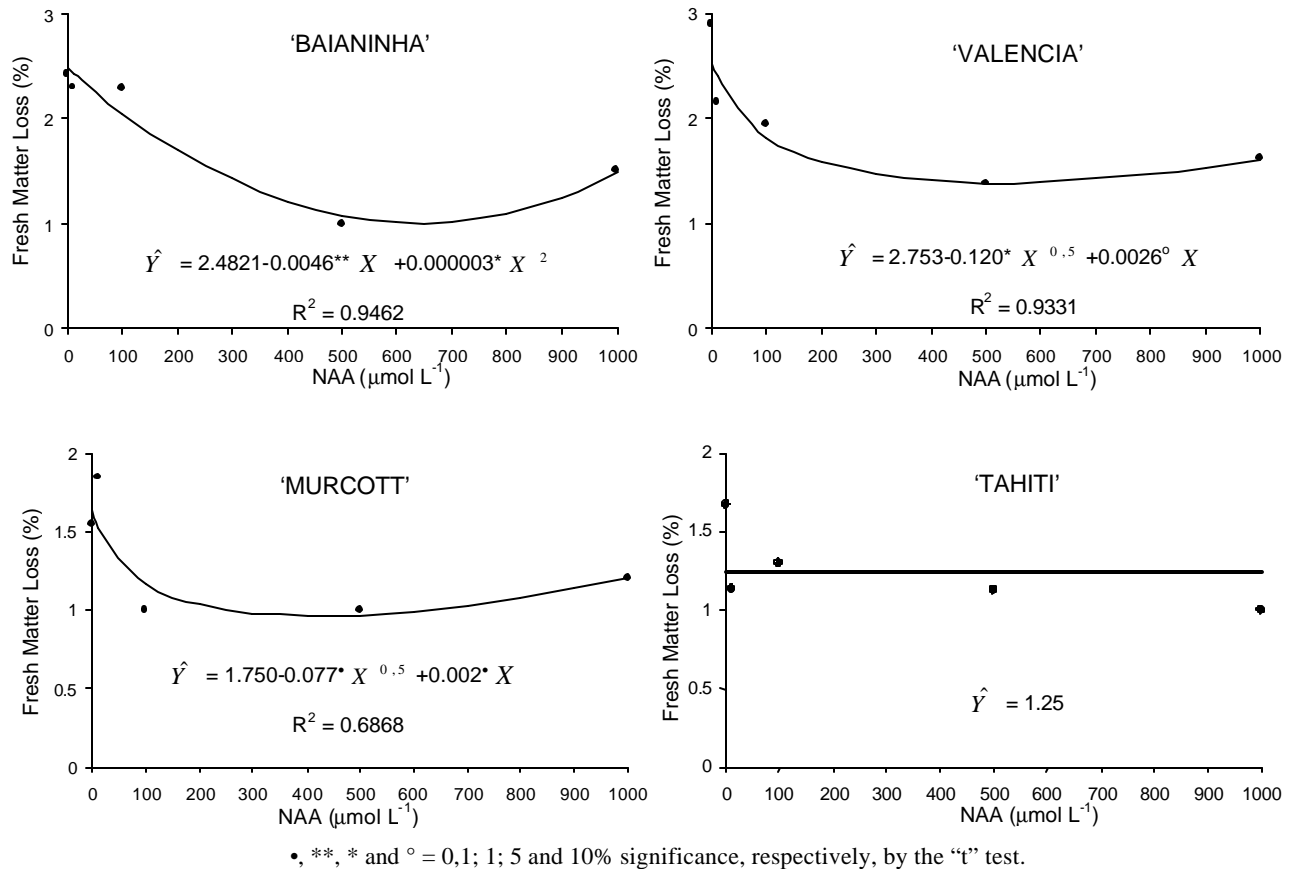 ‘BAIANINHA’
Fresh Matter Loss (%)
3
2
1
0
Ŷ = 2.4821-0.0046** X +0.000003* X ²
R² = 0.9462
0 100 200 300 400 500 600 700 800 900 1000
NAA (μmol L⁻¹)
‘VALENCIA’
Fresh Matter Loss (%)
3
2
1
0
Ŷ = 2.753-0.120* X ⁰,⁵ +0.0026° X
R² = 0.9331
0 100 200 300 400 500 600 700 800 900 1000
NAA (μmol L⁻¹)
‘MURCOTT’
Fresh Matter Loss (%)
2
1.5
1
0.5
0
Ŷ = 1.750-0.077• X ⁰,⁵ +0.002• X
R² = 0.6868
0 100 200 300 400 500 600 700 800 900 1000
NAA (μmol L⁻¹)
‘TAHITI’
Fresh Matter Loss (%)
2
1.5
1
0.5
0
Ŷ = 1.25
0 100 200 300 400 500 600 700 800 900 1000
NAA (μmol L⁻¹)
•, **, * and ° = 0,1; 1; 5 and 10% significance, respectively, by the “t” test.